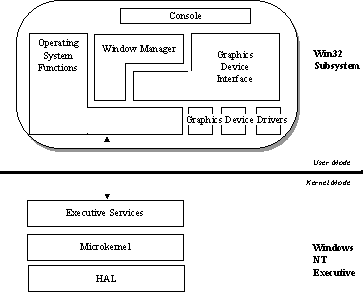 Console
Operating
System
Functions
Window Manager
Graphics
Device
Interface
Win32
Subsystem
Graphics Device Drivers
User Mode
Kernel Mode
Executive Services
Microkernel
HAL
Windows
NT
Executive